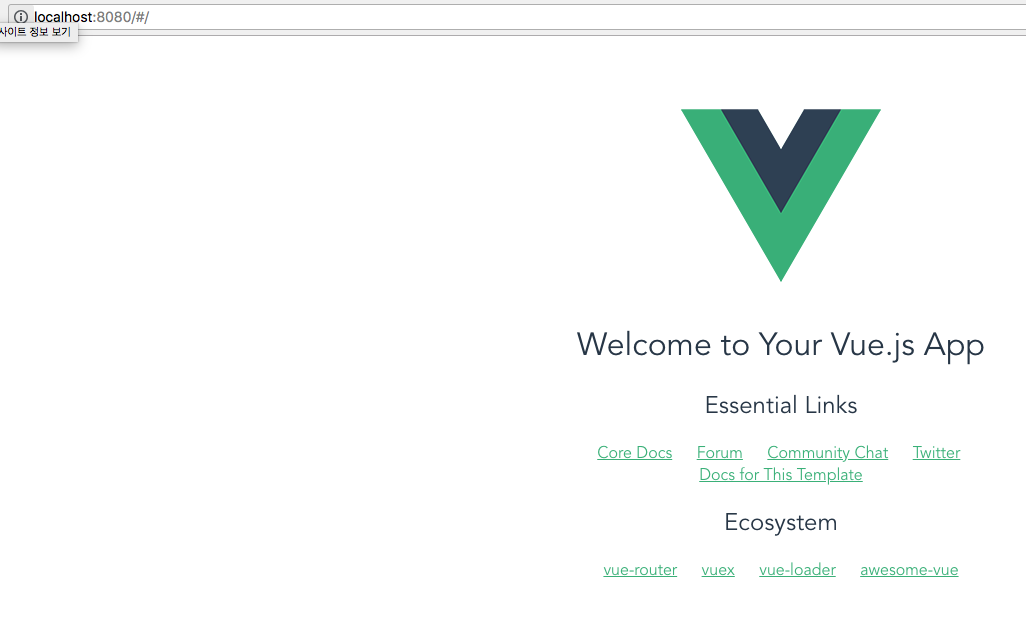 localhost:8080/#/
사이트 정보 보기
Welcome to Your Vue.js App
Essential Links
Core Docs Forum Community Chat Twitter
Docs for This Template
Ecosystem
vue-router vuex vue-loader awesome-vue